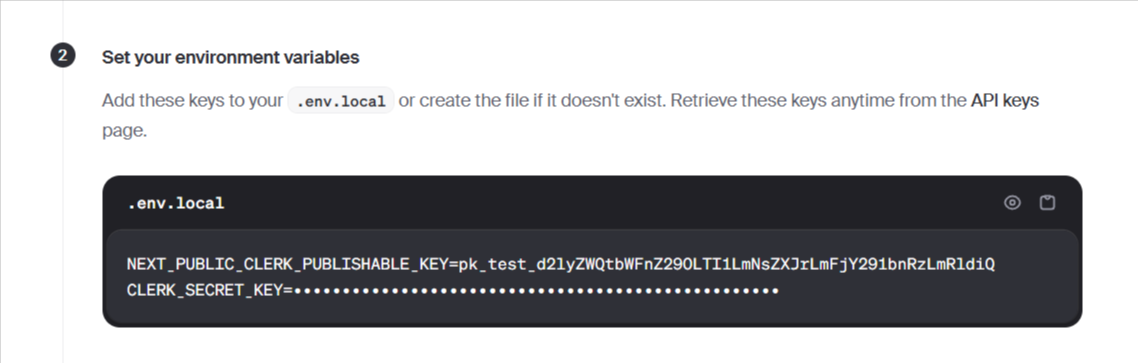 2
Set your environment variables
Add these keys to your .env.local or create the file if it doesn't exist. Retrieve these keys anytime from the API keys
page.
.env.local
NEXT_PUBLIC_CLERK_PUBLISHABLE_KEY=pk_test_d2lyZWQtbWFnZ29OLTI1LmNsZXJrLmFjY291bnRzLmRldiQ
CLERK_SECRET_KEY=••••••••••••••••••••••••••••••••••••••••••••••••••